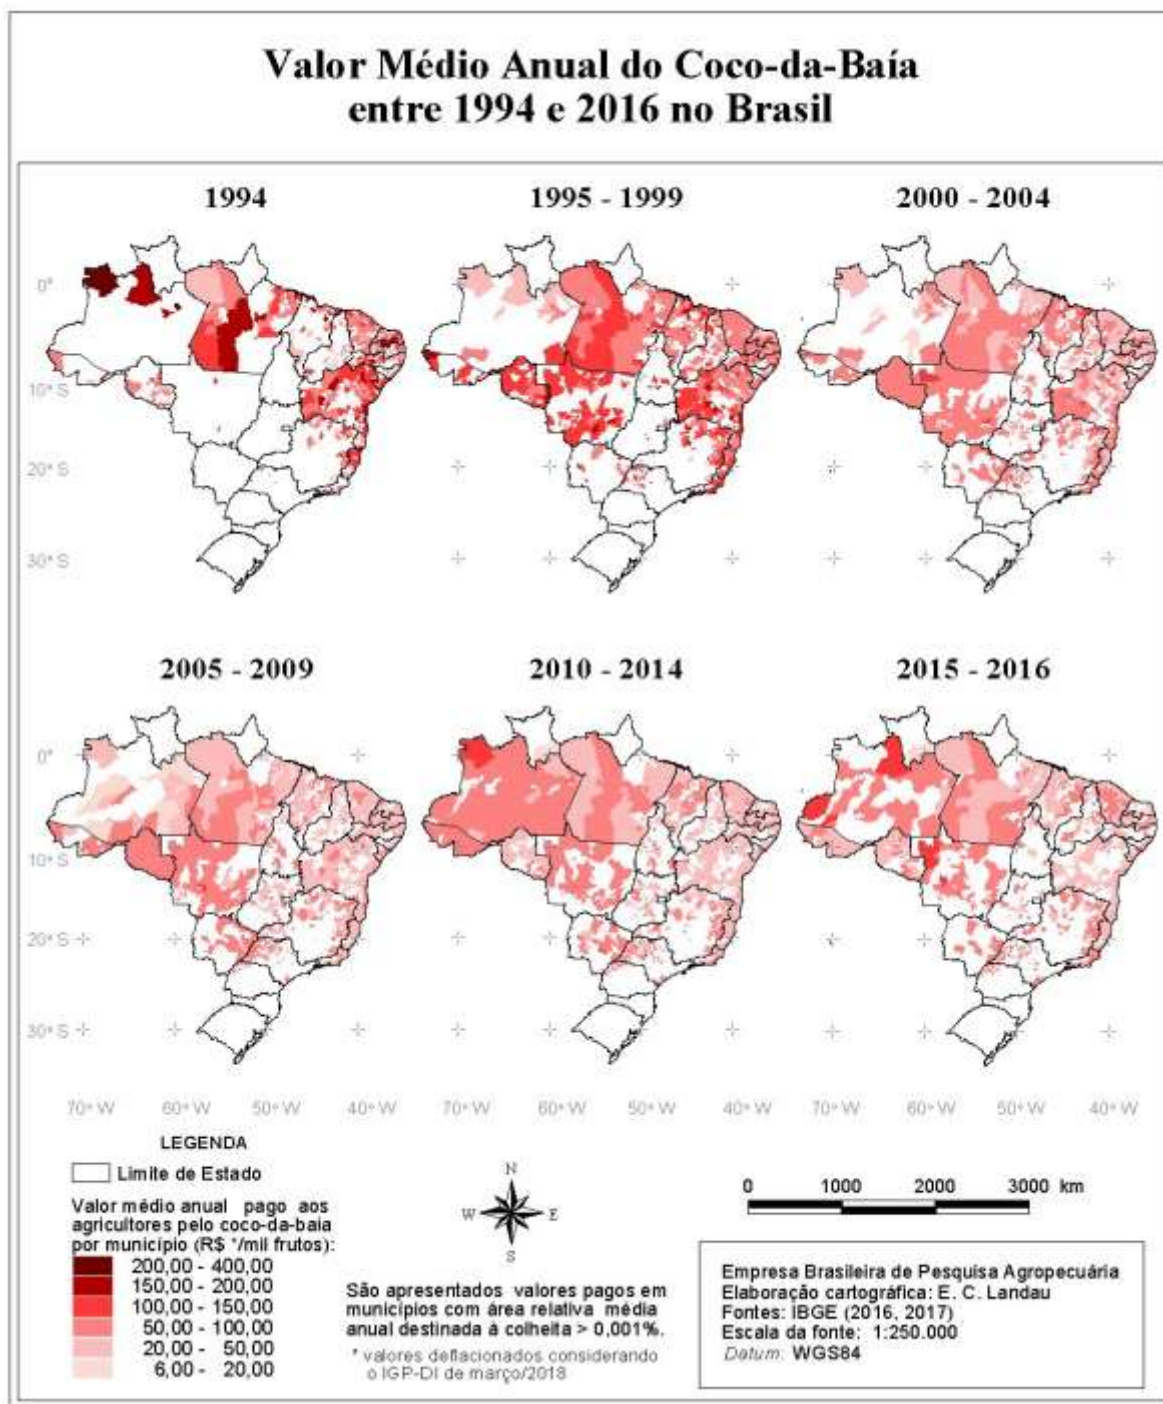 Valor Médio Anual do Coco-da-Baía
entre 1994 e 2016 no Brasil
1994
1995 - 1999
2000 - 2004
0°
10° S
20° S
30° S
2005 - 2009
2010 - 2014
2015 - 2016
0°
10° S
20° S
30° S
70° W 60° W 50° W 40° W
70° W 60° W 50° W 40° W
70° W 60° W 50° W 40° W
LEGENDA
Limite de Estado
Valor médio anual pago aos
agricultores pelo coco-da-baia
por município (R$ */mil frutos):
200,00 - 400,00
150,00 - 200,00
100,00 - 150,00
50,00 - 100,00
20,00 - 50,00
6,00 - 20,00
N
W E
S
São apresentados valores pagos em
municípios com área relativa média
anual destinada à colheita > 0,001%.
* valores deflacionados considerando
o IGP-DI de março/2018
0 1000 2000 3000 km
Empresa Brasileira de Pesquisa Agropecuária
Elaboração cartográfica: E. C. Landau
Fontes: IBGE (2016, 2017)
Escala da fonte: 1:250.000
Datum: WGS84